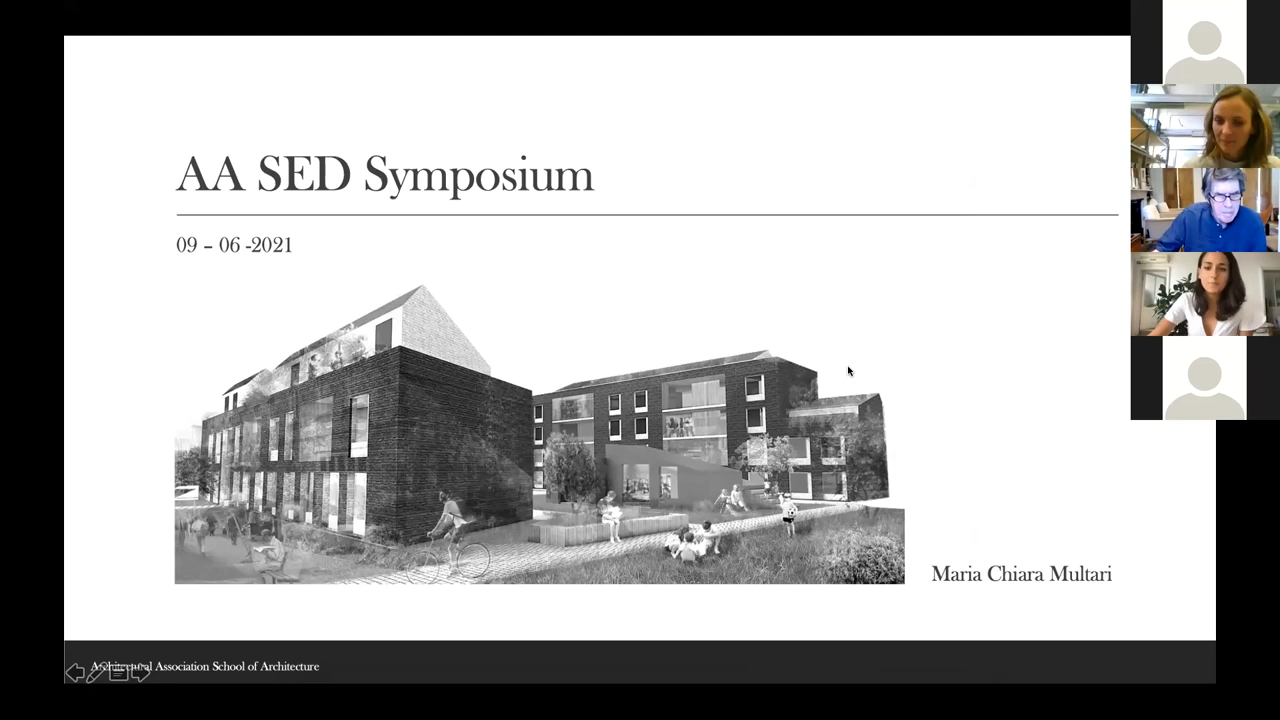 AA SED Symposium
09 – 06 -2021
Maria Chiara Multari
Architectural Association School of Architecture